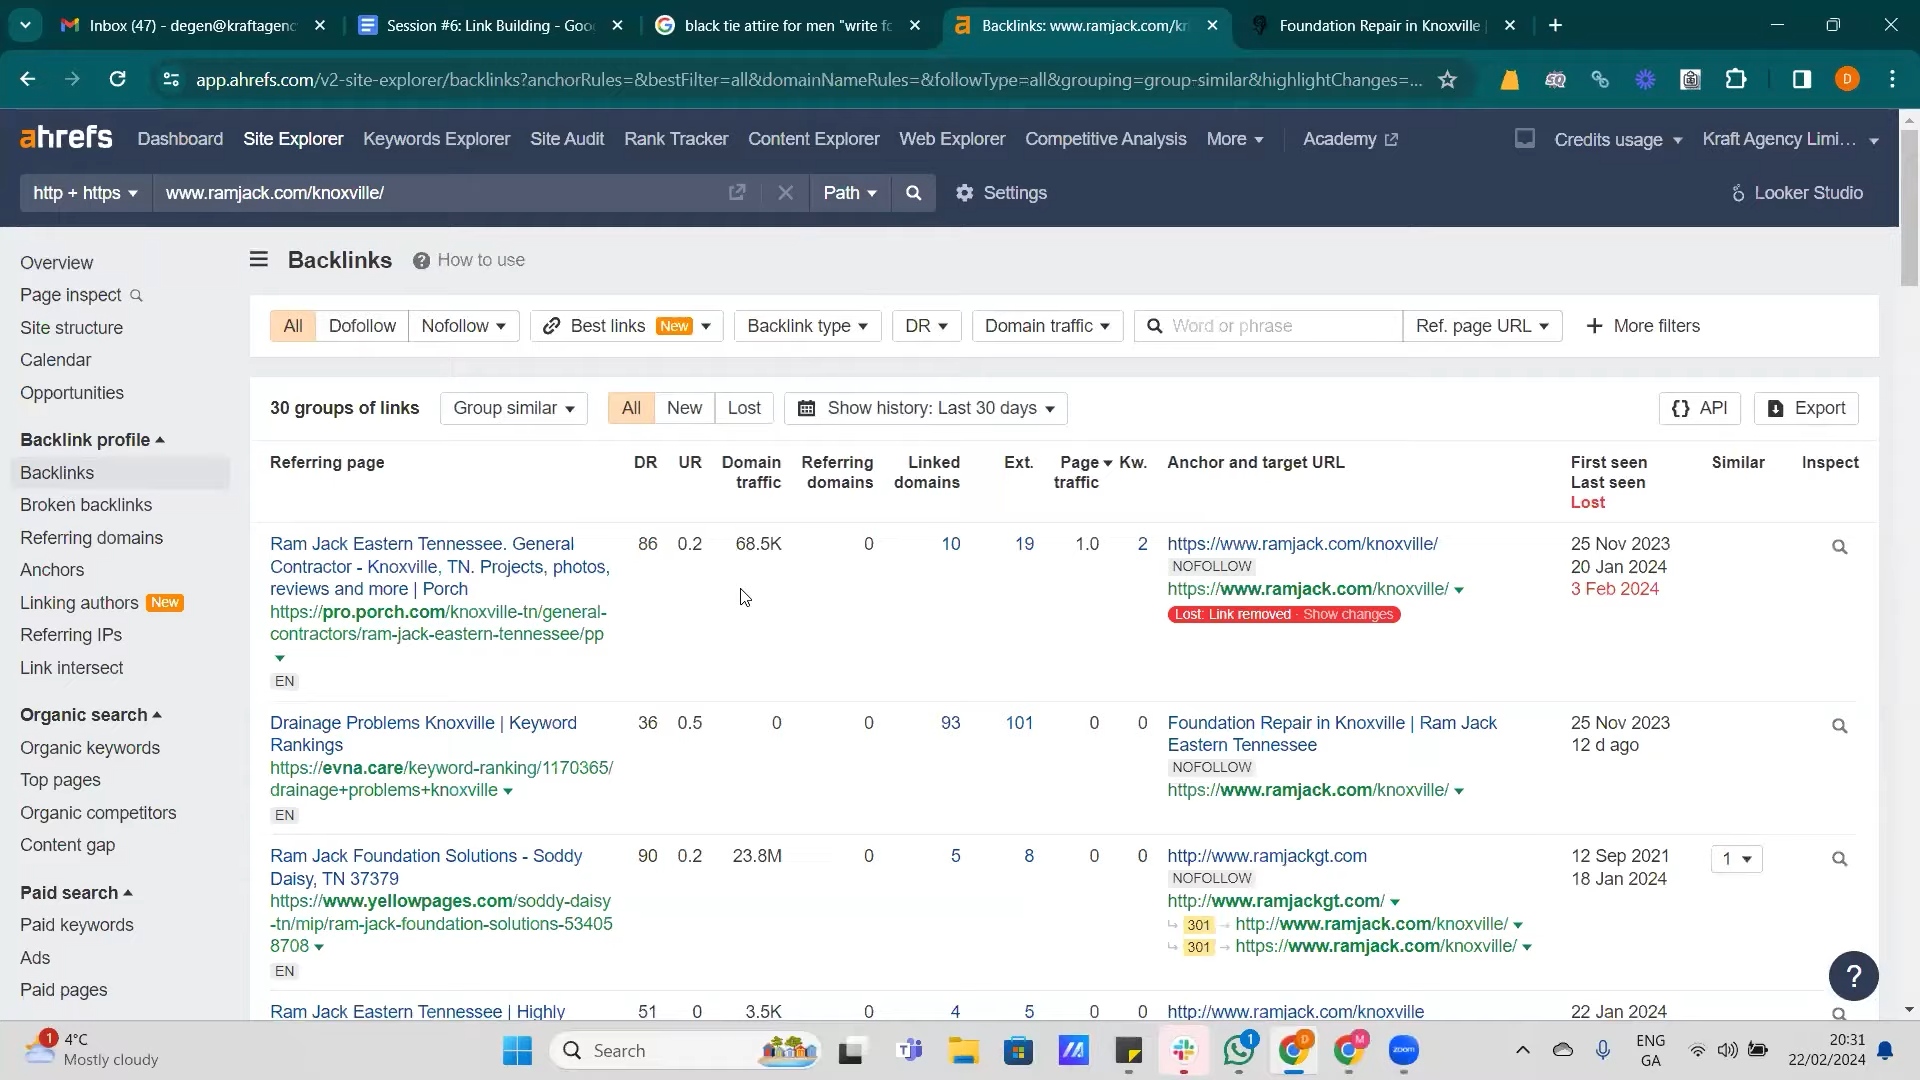 Inbox (47) - degen@kraftagenc
Session #6: Link Building - Goo
black tie attire for men "write fo
Backlinks: www.ramjack.com/kn
Foundation Repair in Knoxville
app.ahrefs.com/v2-site-explorer/backlinks?anchorRules=&bestFilter=all&domainNameRules=&followType=all&grouping=group-similar&highlightChanges=...
D
ahrefs
Dashboard
Site Explorer
Keywords Explorer
Site Audit
Rank Tracker
Content Explorer
Web Explorer
Competitive Analysis
More
Academy
Credits usage
Kraft Agency Limi...
http + https
www.ramjack.com/knoxville/
Path
Settings
Looker Studio
Overview
Page inspect
Site structure
Calendar
Opportunities
Backlink profile
Backlinks
Broken backlinks
Referring domains
Anchors
Linking authors New
Referring IPs
Link intersect
Organic search
Organic keywords
Top pages
Organic competitors
Content gap
Paid search
Paid keywords
Ads
Paid pages
Backlinks
How to use
All
Dofollow
Nofollow
Best links New
Backlink type
DR
Domain traffic
Word or phrase
Ref. page URL
More filters
30 groups of links
Group similar
All
New
Lost
Show history: Last 30 days
API
Export
Referring page
DR
UR
Domain
traffic
Referring
domains
Linked
domains
Ext.
Page
traffic
Kw.
Anchor and target URL
First seen
Last seen
Lost
Similar
Inspect
Ram Jack Eastern Tennessee. General
Contractor - Knoxville, TN. Projects, photos,
reviews and more | Porch
https://pro.porch.com/knoxville-tn/general-
contractors/ram-jack-eastern-tennessee/pp
EN
86
0.2
68.5K
0
10
19
1.0
2
https://www.ramjack.com/knoxville/
NOFOLLOW
https://www.ramjack.com/knoxville/
Lost: Link removed · Show changes
25 Nov 2023
20 Jan 2024
3 Feb 2024
Drainage Problems Knoxville | Keyword
Rankings
https://evna.care/keyword-ranking/1170365/
drainage+problems+knoxville
EN
36
0.5
0
0
93
101
0
0
Foundation Repair in Knoxville | Ram Jack
Eastern Tennessee
NOFOLLOW
https://www.ramjack.com/knoxville/
25 Nov 2023
12 d ago
Ram Jack Foundation Solutions - Soddy
Daisy, TN 37379
https://www.yellowpages.com/soddy-daisy
-tn/mip/ram-jack-foundation-solutions-53405
8708
EN
90
0.2
23.8M
0
5
8
0
0
http://www.ramjackgt.com
NOFOLLOW
http://www.ramjackgt.com/
301 http://www.ramjack.com/knoxville/
301 https://www.ramjack.com/knoxville/
12 Sep 2021
18 Jan 2024
1
Ram Jack Eastern Tennessee | Highly
51
0
3.5K
0
4
5
0
0
http://www.ramjack.com/knoxville
22 Jan 2024
?
1
4°C
Mostly cloudy
Search
1
D
M
zoom
ENG
GA
20:31
22/02/2024